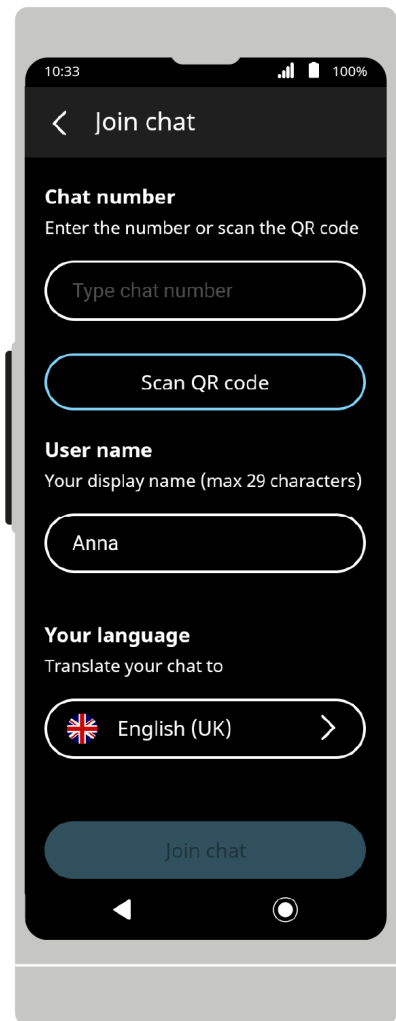 10:33
100%
Join chat
Chat number
Enter the number or scan the QR code
Type chat number
Scan QR code
User name
Your display name (max 29 characters)
Anna
Your language
Translate your chat to
English (UK)
Join chat